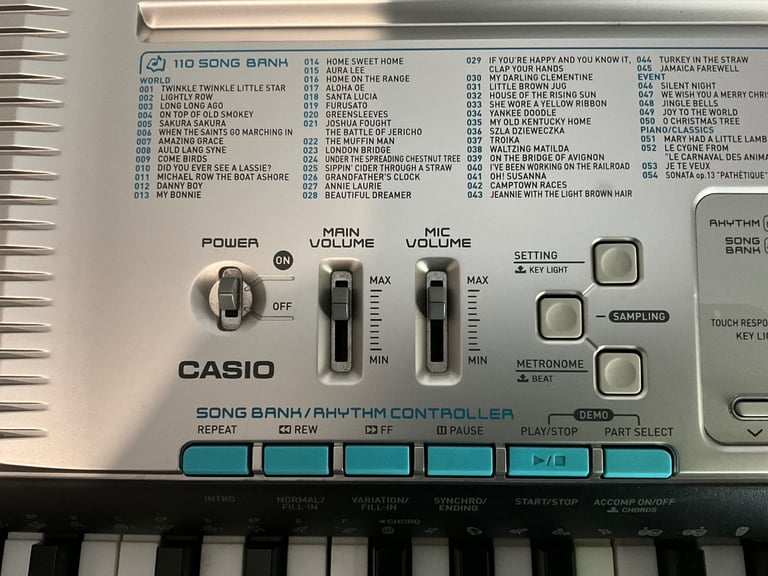 110 SONG BANK
WORLD
001 TWINKLE TWINKLE LITTLE STAR
002 LIGHTLY ROW
003 LONG LONG AGO
004 ON TOP OF OLD SMOKEY
005 SAKURA SAKURA
006 WHEN THE SAINTS GO MARCHING IN
007 AMAZING GRACE
008 AULD LANG SYNE
009 COME BIRDS
010 DID YOU EVER SEE A LASSIE?
011 MICHAEL ROW THE BOAT ASHORE
012 DANNY BOY
013 MY BONNIE
014 HOME SWEET HOME
015 AURA LEE
016 HOME ON THE RANGE
017 ALOHA OE
018 SANTA LUCIA
019 FURUSATO
020 GREENSLEEVES
021 JOSHUA FOUGHT
THE BATTLE OF JERICHO
022 THE MUFFIN MAN
023 LONDON BRIDGE
024 UNDER THE SPREADING CHESTNUT TREE
025 SIPPIN' CIDER THROUGH A STRAW
026 GRANDFATHER'S CLOCK
027 ANNIE LAURIE
028 BEAUTIFUL DREAMER
029 IF YOU'RE HAPPY AND YOU KNOW IT,
CLAP YOUR HANDS
030 MY DARLING CLEMENTINE
031 LITTLE BROWN JUG
032 HOUSE OF THE RISING SUN
033 SHE WORE A YELLOW RIBBON
034 YANKEE DOODLE
035 MY OLD KENTUCKY HOME
036 SZLA DZIEWECZKA
037 TROIKA
038 WALTZING MATILDA
039 ON THE BRIDGE OF AVIGNON
040 I'VE BEEN WORKING ON THE RAILROAD
041 OH! SUSANNA
042 CAMPTOWN RACES
043 JEANNIE WITH THE LIGHT BROWN HAIR
044 TURKEY IN THE STRAW
045 JAMAICA FAREWELL
EVENT
046 SILENT NIGHT
047 WE WISH YOU A MERRY CHRIS
048 JINGLE BELLS
049 JOY TO THE WORLD
050 O CHRISTMAS TREE
PIANO/CLASSICS
051 MARY HAD A LITTLE LAMB
052 LE CYGNE FROM
"LE CARNAVAL DES ANIMA
053 JE TE VEUX
054 SONATA op.13 "PATHÉTIQUE"
POWER
ON
OFF
MAIN
VOLUME
MAX
MIN
MIC
VOLUME
MAX
MIN
SETTING
KEY LIGHT
SAMPLING
METRONOME
BEAT
RHYTHM
SONG
BANK
TOUCH RESPO
KEY LIG
CASIO
SONG BANK/RHYTHM CONTROLLER
DEMO
REPEAT
REW
FF
PAUSE
PLAY/STOP
PART SELECT
INTRO
NORMAL/
FILL-IN
VARIATION/
FILL-IN
SYNCHRO/
ENDING
START/STOP
ACCOMP ON/OFF
CHORDS
CHORD